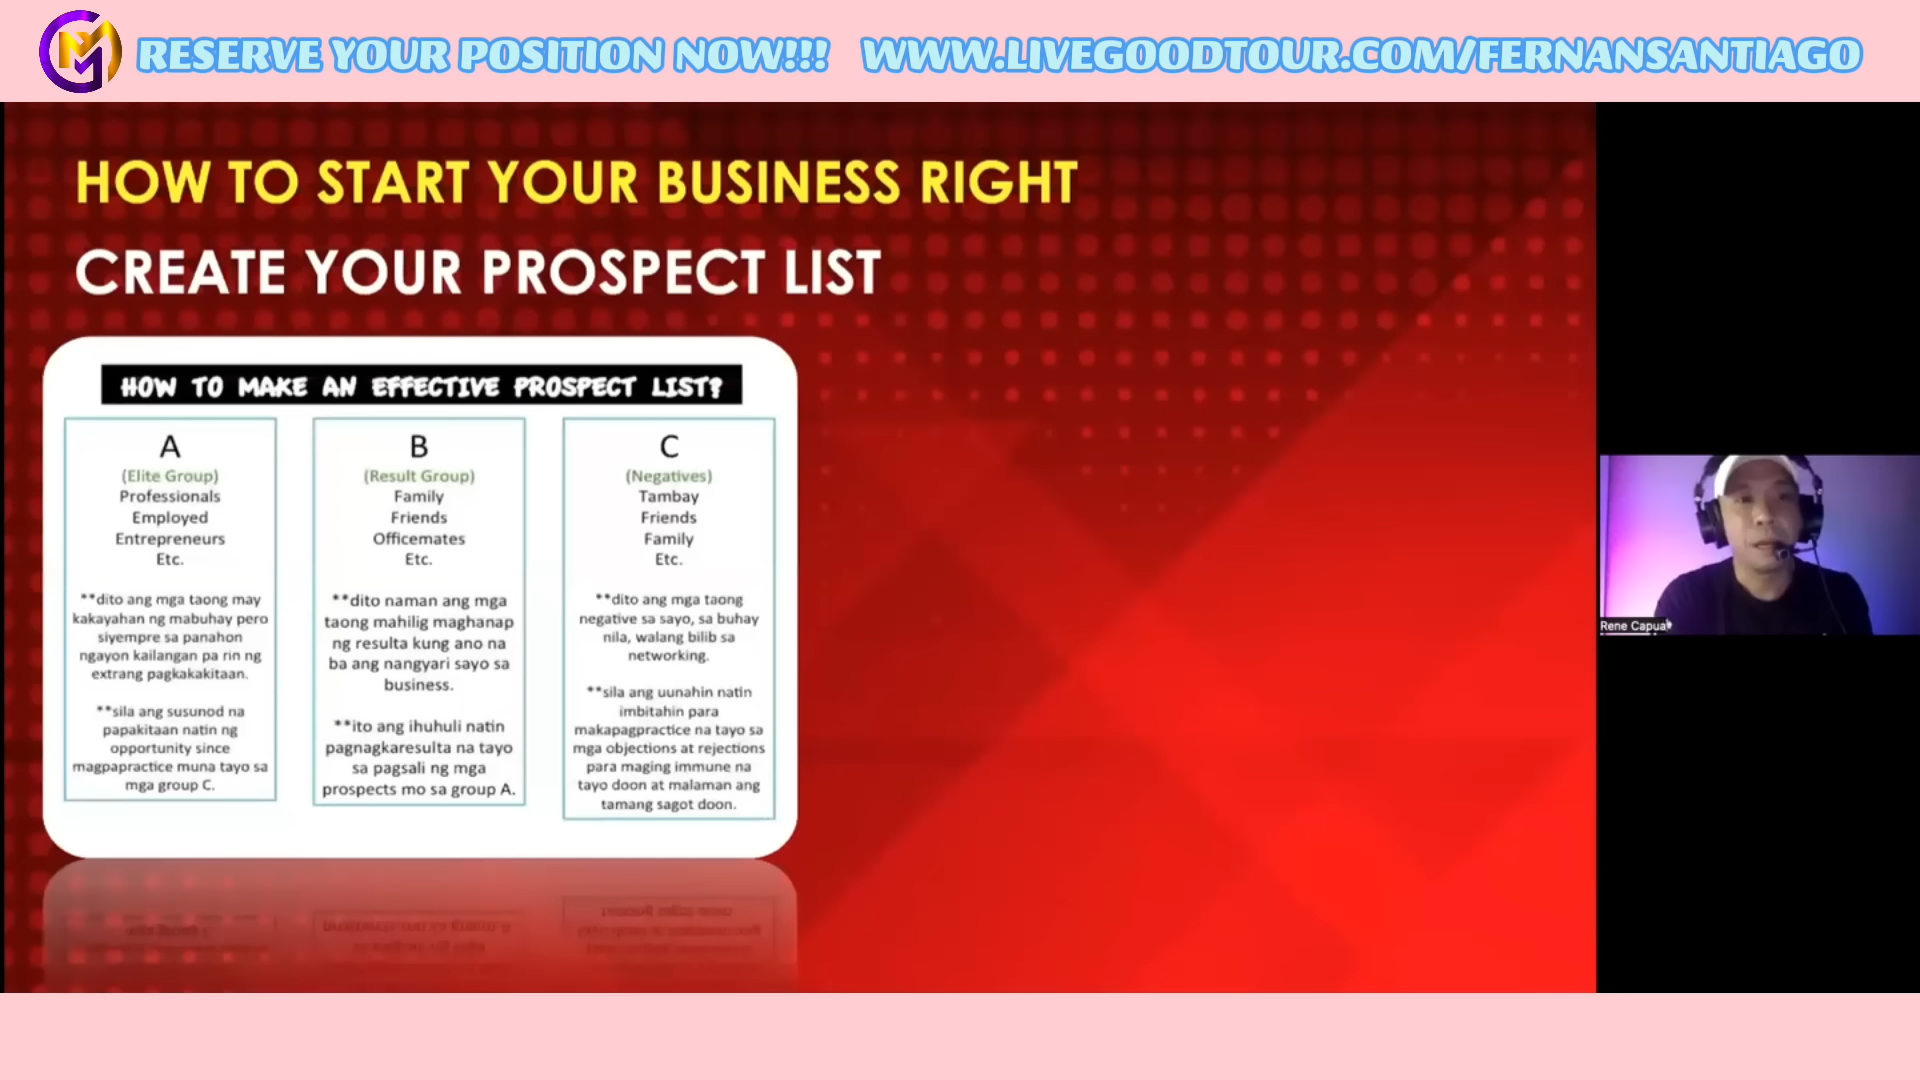 RESERVE YOUR POSITION NOW!!! WWW.LIVEGOODTOUR.COM/FERNANSANTIAGO
HOW TO START YOUR BUSINESS RIGHT
CREATE YOUR PROSPECT LIST
HOW TO MAKE AN EFFECTIVE PROSPECT LIST?
A
(Elite Group)
Professionals
Employed
Entrepreneurs
Etc.
**dito ang mga taong may
kakayahan ng mabuhay pero
siyempre sa panahon
ngayon kailangan pa rin ng
extrang pagkakakitaan.
**sila ang susunod na
papakitaan natin ng
opportunity since
magpapractice muna tayo sa
mga group C.
B
(Result Group)
Family
Friends
Officemates
Etc.
**dito naman ang mga
taong mahilig maghanap
ng resulta kung ano na
ba ang nangyari sayo sa
business.
**ito ang ihuhuli natin
pagnagkaresulta na tayo
sa pagsali ng mga
prospects mo sa group A.
C
(Negatives)
Tambay
Friends
Family
Etc.
**dito ang mga taong
negative sa sayo, sa buhay
nila, walang bilib sa
networking.
**sila ang uunahin natin
imbitahin para
makapagpractice na tayo sa
mga objections at rejections
para maging immune na
tayo doon at malaman ang
tamang sagot doon.
Rene Capua